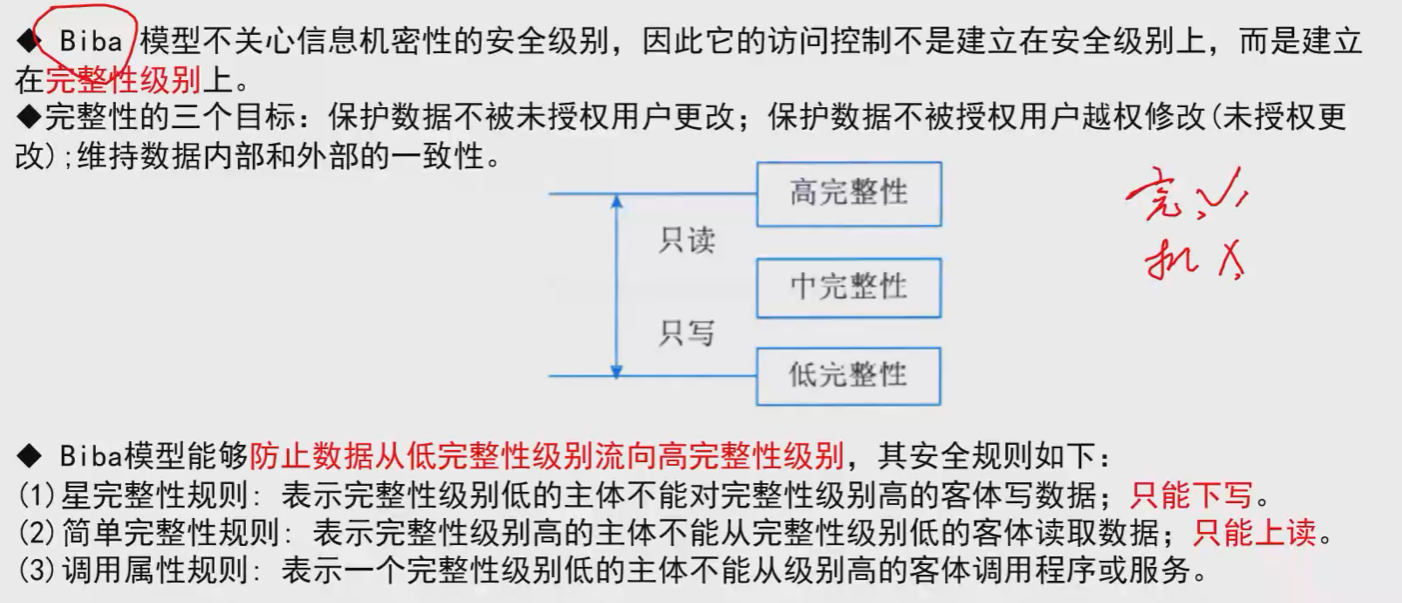 ◆ Biba 模型不关心信息机密性的安全级别，因此它的访问控制不是建立在安全级别上，而是建立
在完整性级别上。
◆完整性的三个目标：保护数据不被未授权用户更改；保护数据不被授权用户越权修改(未授权更
改);维持数据内部和外部的一致性。
高完整性
只读
中完整性
只写
低完整性
完 ✓
机 X
◆ Biba模型能够防止数据从低完整性级别流向高完整性级别，其安全规则如下：
(1)星完整性规则：表示完整性级别低的主体不能对完整性级别高的客体写数据；只能下写。
(2)简单完整性规则：表示完整性级别高的主体不能从完整性级别低的客体读取数据；只能上读。
(3)调用属性规则：表示一个完整性级别低的主体不能从级别高的客体调用程序或服务。